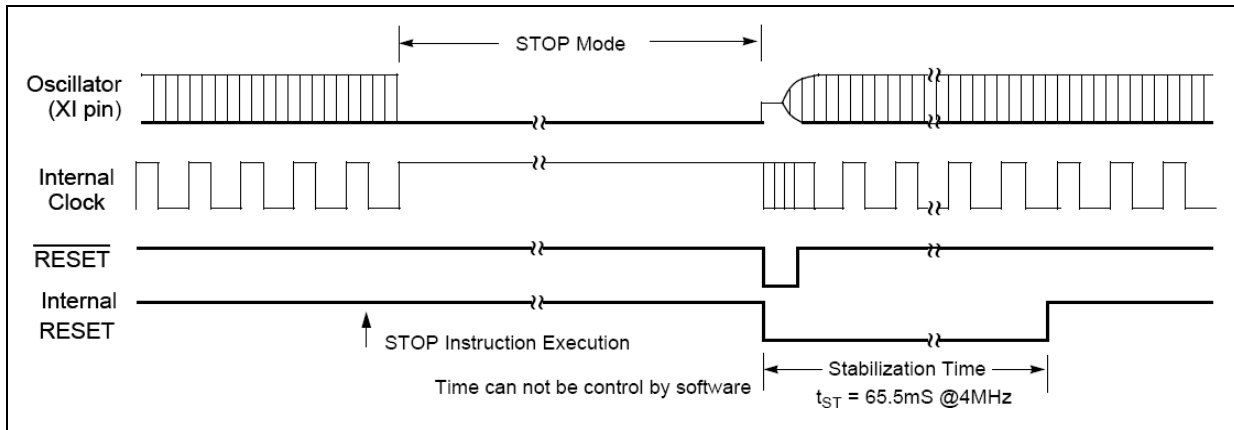 STOP Mode
Oscillator
(XI pin)
Internal
Clock
RESET
Internal
RESET
STOP Instruction Execution
Time can not be control by software
Stabilization Time
tST = 65.5mS @4MHz